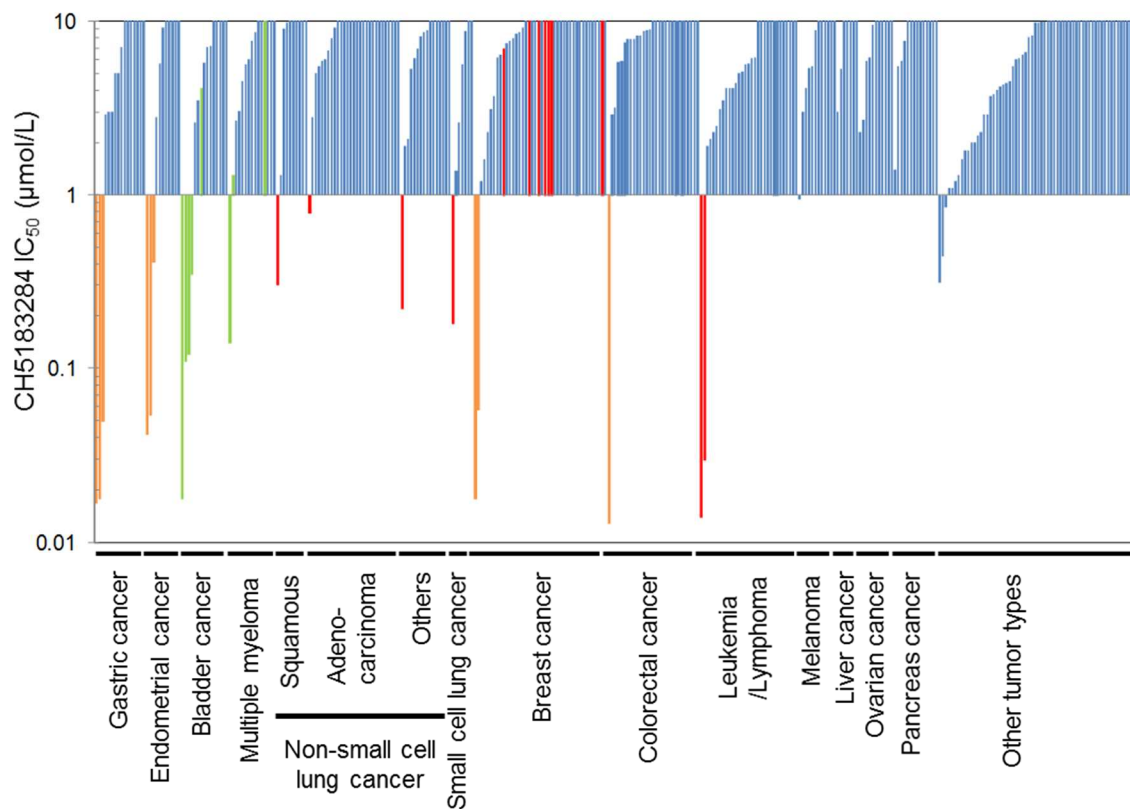 CH5183284 IC50 (µmol/L)
10
1
0.1
0.01
Gastric cancer
Endometrial cancer
Bladder cancer
Multiple myeloma
Squamous
Adeno-
carcinoma
Others
Non-small cell
lung cancer
Small cell lung cancer
Breast cancer
Colorectal cancer
Leukemia
/Lymphoma
Melanoma
Liver cancer
Ovarian cancer
Pancreas cancer
Other tumor types